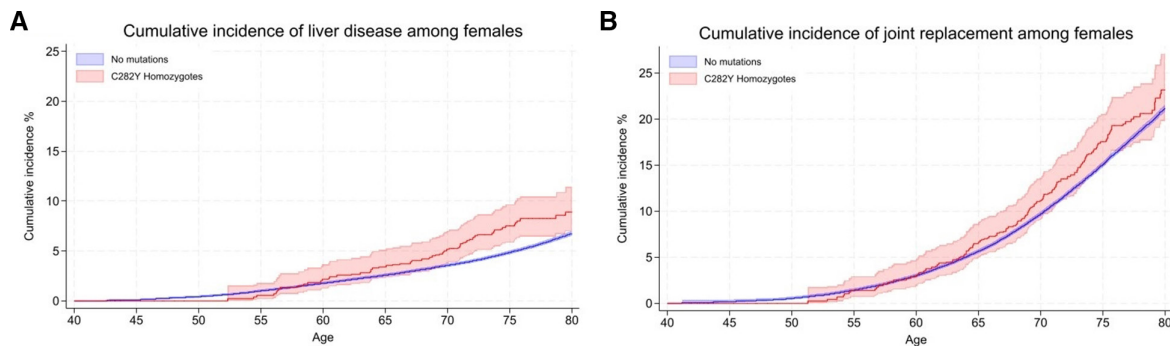 A
Cumulative incidence of liver disease among females
No mutations
C282Y Homozygotes
Cumulative incidence %
25
20
15
10
5
0
40 45 50 55 60 65 70 75 80
Age
B
Cumulative incidence of joint replacement among females
No mutations
C282Y Homozygotes
Cumulative incidence %
25
20
15
10
5
0
40 45 50 55 60 65 70 75 80
Age